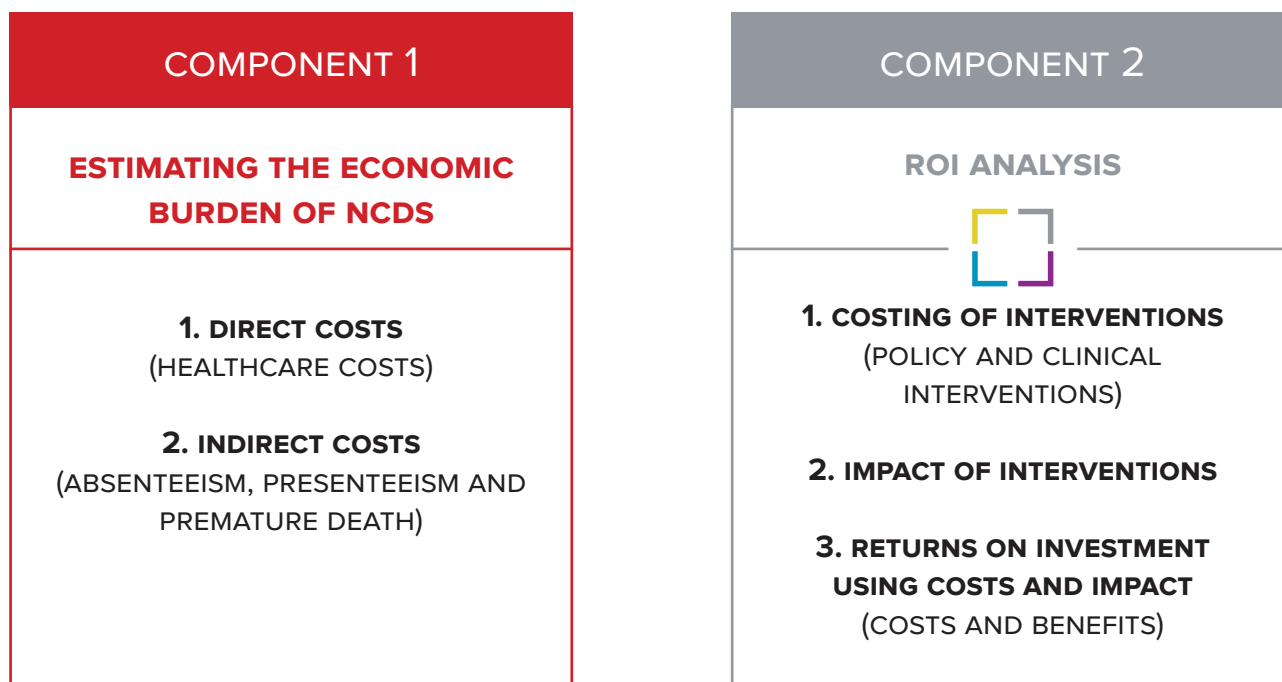 COMPONENT 1
ESTIMATING THE ECONOMIC
BURDEN OF NCDS
1. DIRECT COSTS
(HEALTHCARE COSTS)
2. INDIRECT COSTS
(ABSENTEEISM, PRESENTEEISM AND
PREMATURE DEATH)
COMPONENT 2
ROI ANALYSIS
1. COSTING OF INTERVENTIONS
(POLICY AND CLINICAL
INTERVENTIONS)
2. IMPACT OF INTERVENTIONS
3. RETURNS ON INVESTMENT
USING COSTS AND IMPACT
(COSTS AND BENEFITS)